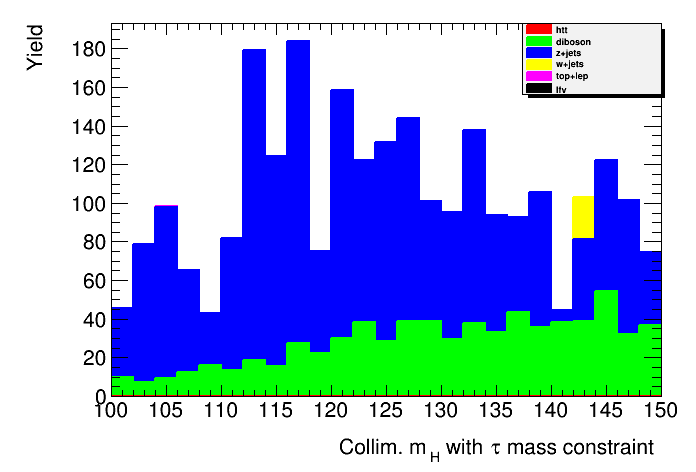 Yield
180
160
140
120
100
80
60
40
20
0
100 105 110 115 120 125 130 135 140 145 150
Collim. m H with τ mass constraint
htt
diboson
z+jets
w+jets
top+lep
lfv